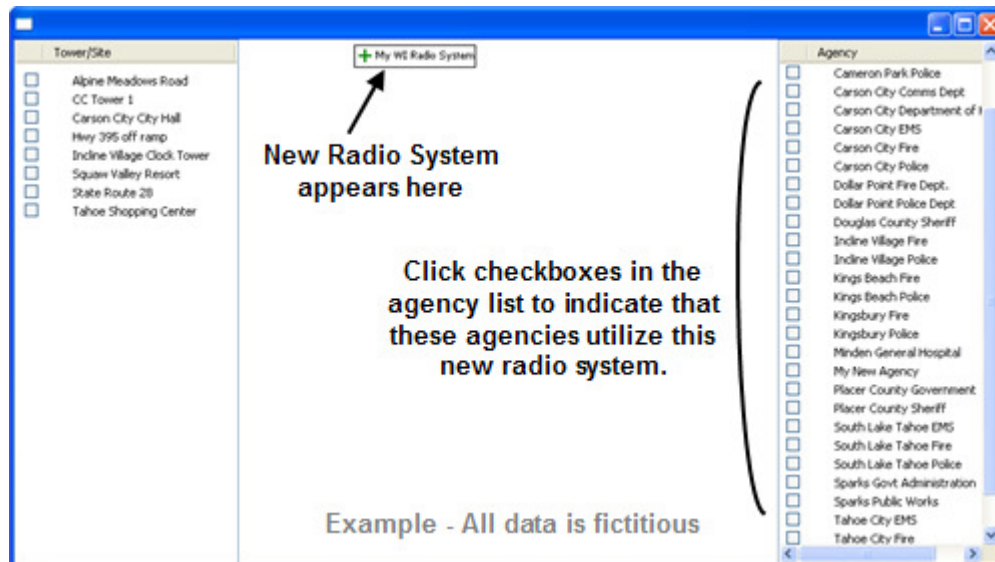 Tower/Site
Alpine Meadows Road
CC Tower 1
Carson City City Hall
Hwy 395 off ramp
Incline Village Clock Tower
Squaw Valley Resort
State Route 28
Tahoe Shopping Center
My WI Radio System
New Radio System
appears here
Click checkboxes in the
agency list to indicate that
these agencies utilize this
new radio system.
Example - All data is fictitious
Agency
Cameron Park Police
Carson City Comms Dept
Carson City Department of
Carson City EMS
Carson City Fire
Carson City Police
Dollar Point Fire Dept.
Dollar Point Police Dept
Douglas County Sheriff
Incline Village Fire
Incline Village Police
Kings Beach Fire
Kings Beach Police
Kingsbury Fire
Kingsbury Police
Minden General Hospital
My New Agency
Placer County Government
Placer County Sheriff
South Lake Tahoe EMS
South Lake Tahoe Fire
South Lake Tahoe Police
Sparks Govt Administration
Sparks Public Works
Tahoe City EMS
Tahoe City Fire